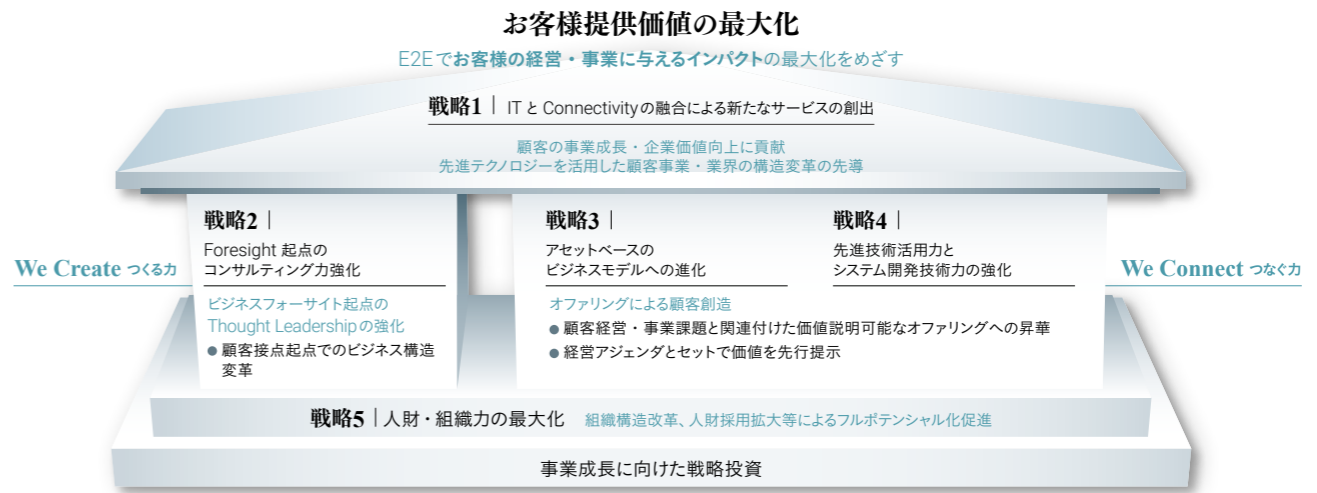 お客様提供価値の最大化
E2Eでお客様の経営・事業に与えるインパクトの最大化をめざす
戦略1 | IT と Connectivityの融合による新たなサービスの創出
顧客の事業成長・企業価値向上に貢献
先進テクノロジーを活用した顧客事業・業界の構造変革の先導
We Create つくる力
戦略2 |
Foresight 起点の
コンサルティング力強化
ビジネスフォーサイト起点の
Thought Leadershipの強化
● 顧客接点起点でのビジネス構造
変革
戦略3 |
アセットベースの
ビジネスモデルへの進化
戦略4 |
先進技術活用力と
システム開発技術力の強化
オファリングによる顧客創造
● 顧客経営・事業課題と関連付けた価値説明可能なオファリングへの昇華
● 経営アジェンダとセットで価値を先行提示
We Connect つなぐ力
戦略5 | 人財・組織力の最大化 組織構造改革、人財採用拡大等によるフルポテンシャル化促進
事業成長に向けた戦略投資